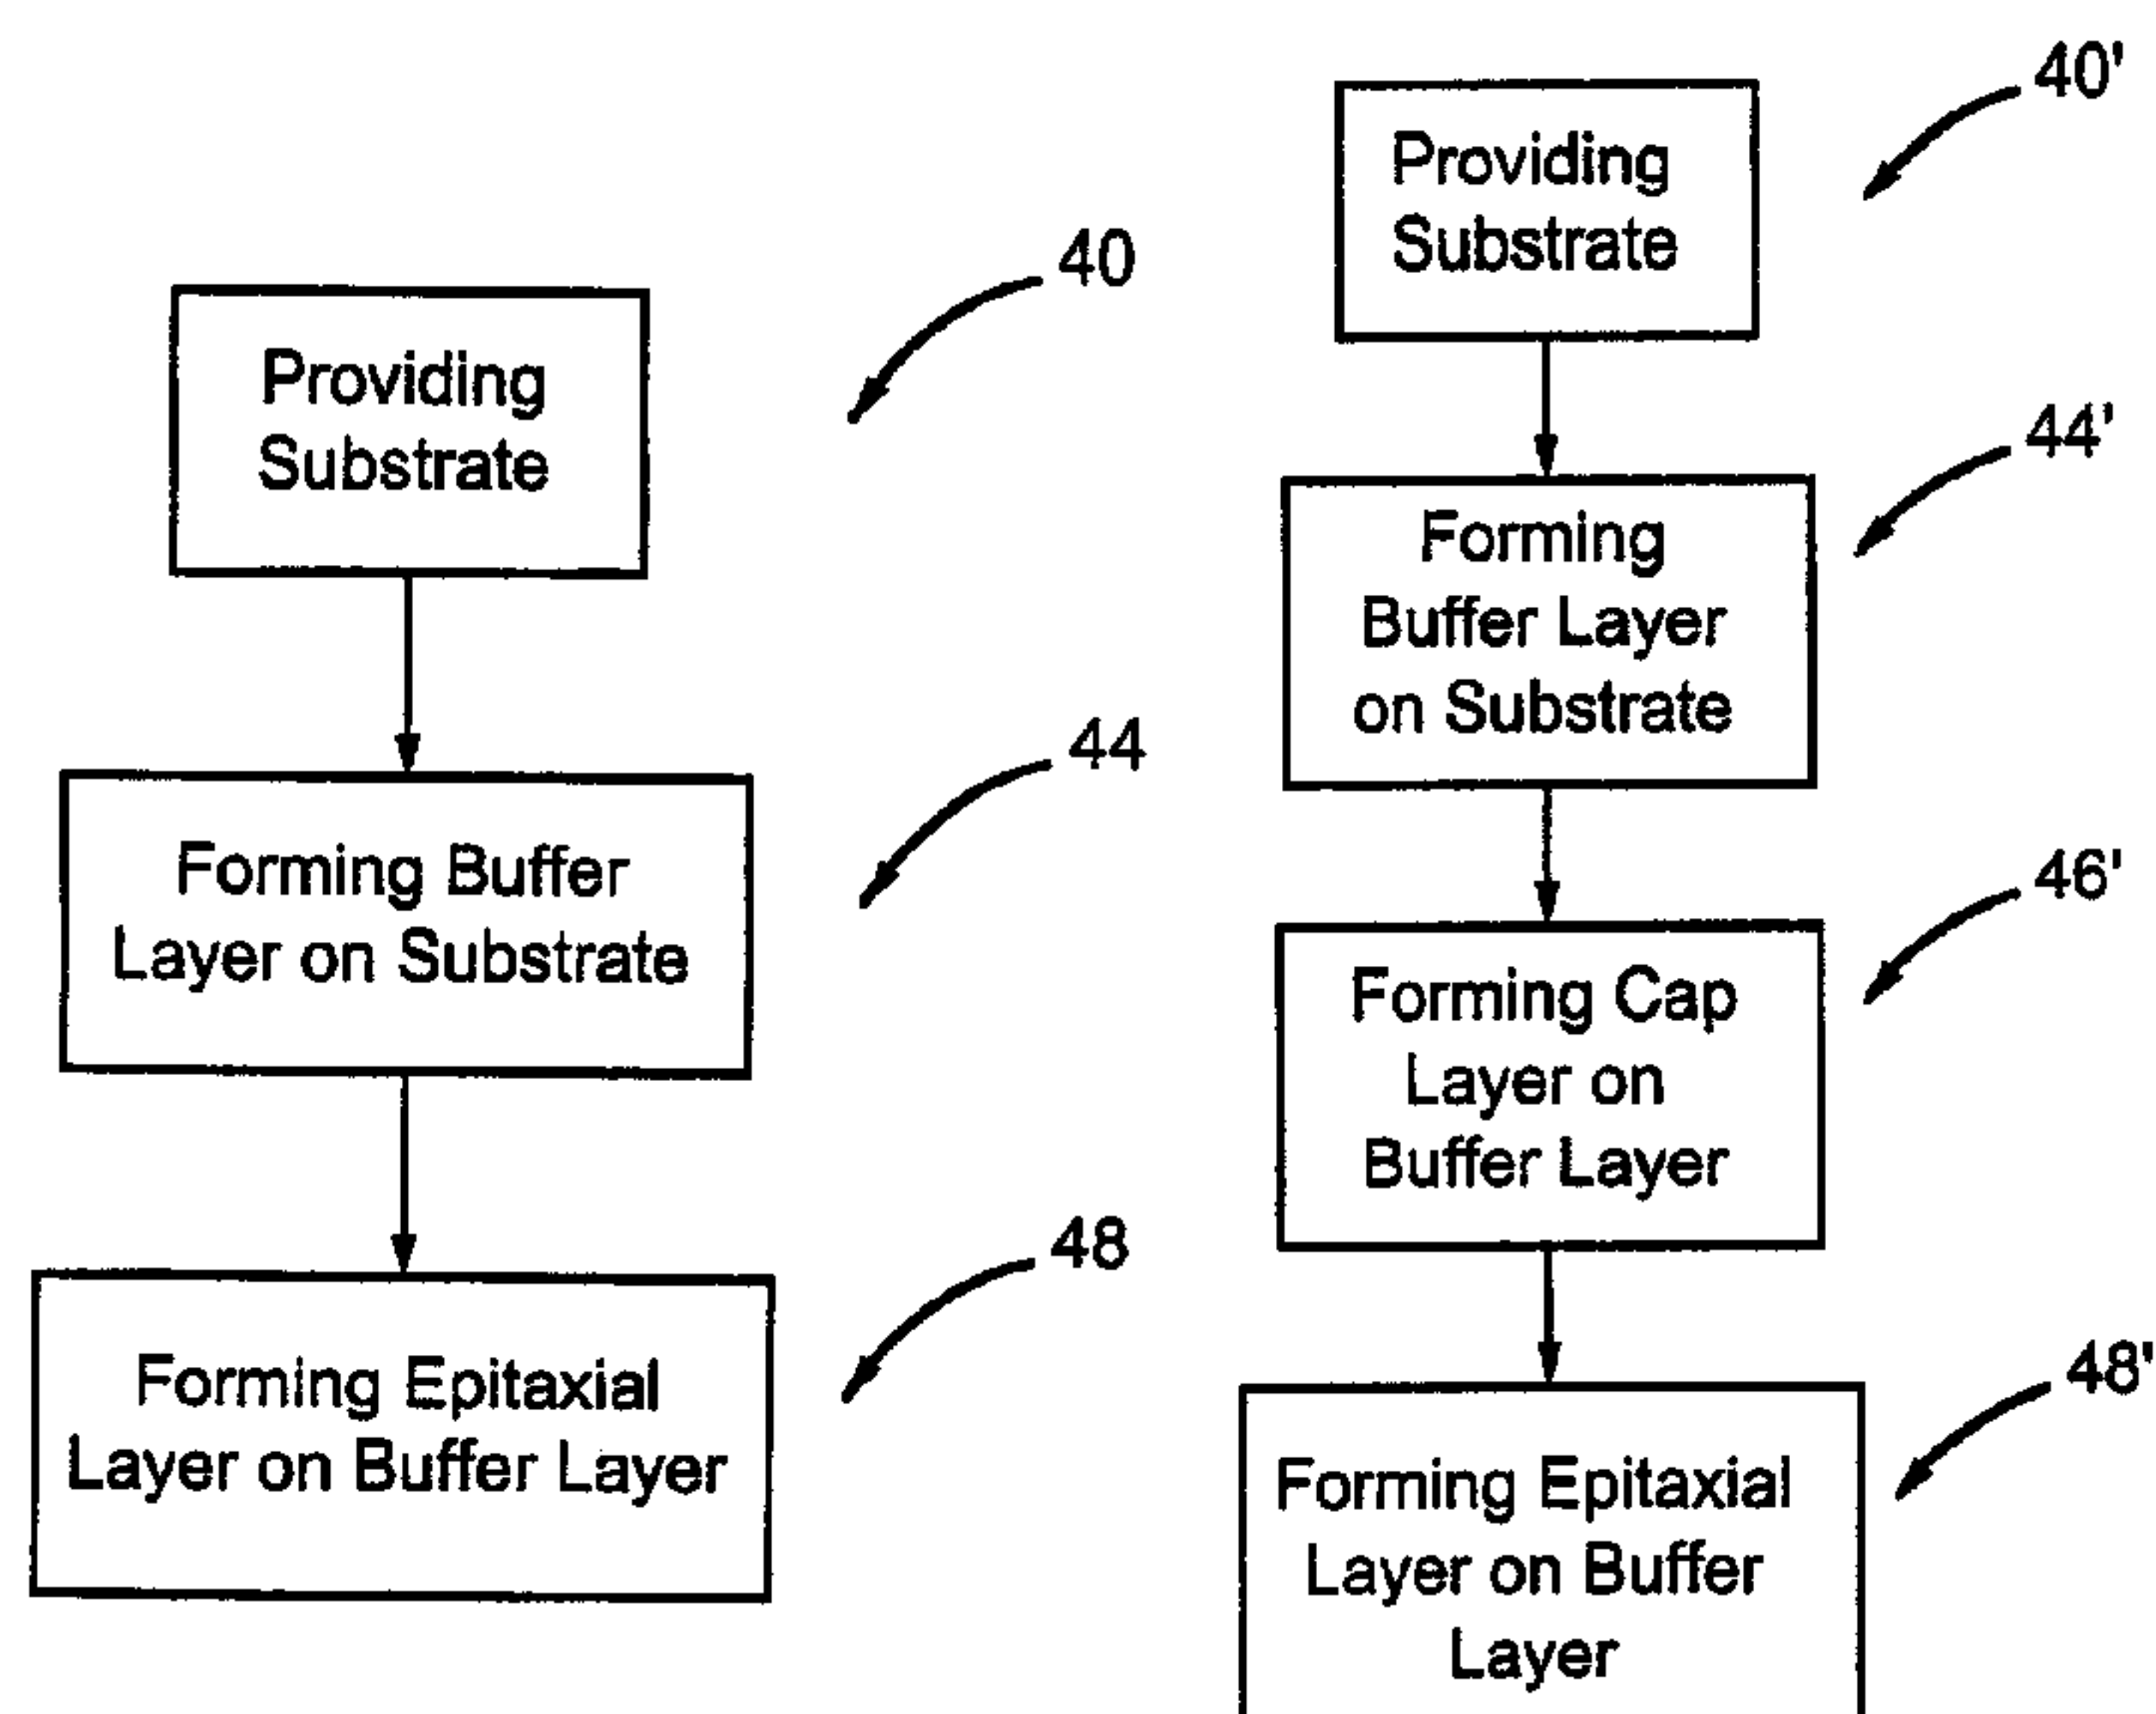 Providing
Substrate
40
Forming Buffer
Layer on Substrate
44
Forming Epitaxial
Layer on Buffer Layer
48
Providing
Substrate
40'
Forming
Buffer Layer
on Substrate
44'
Forming Cap
Layer on
Buffer Layer
46'
Forming Epitaxial
Layer on Buffer
Layer
48'